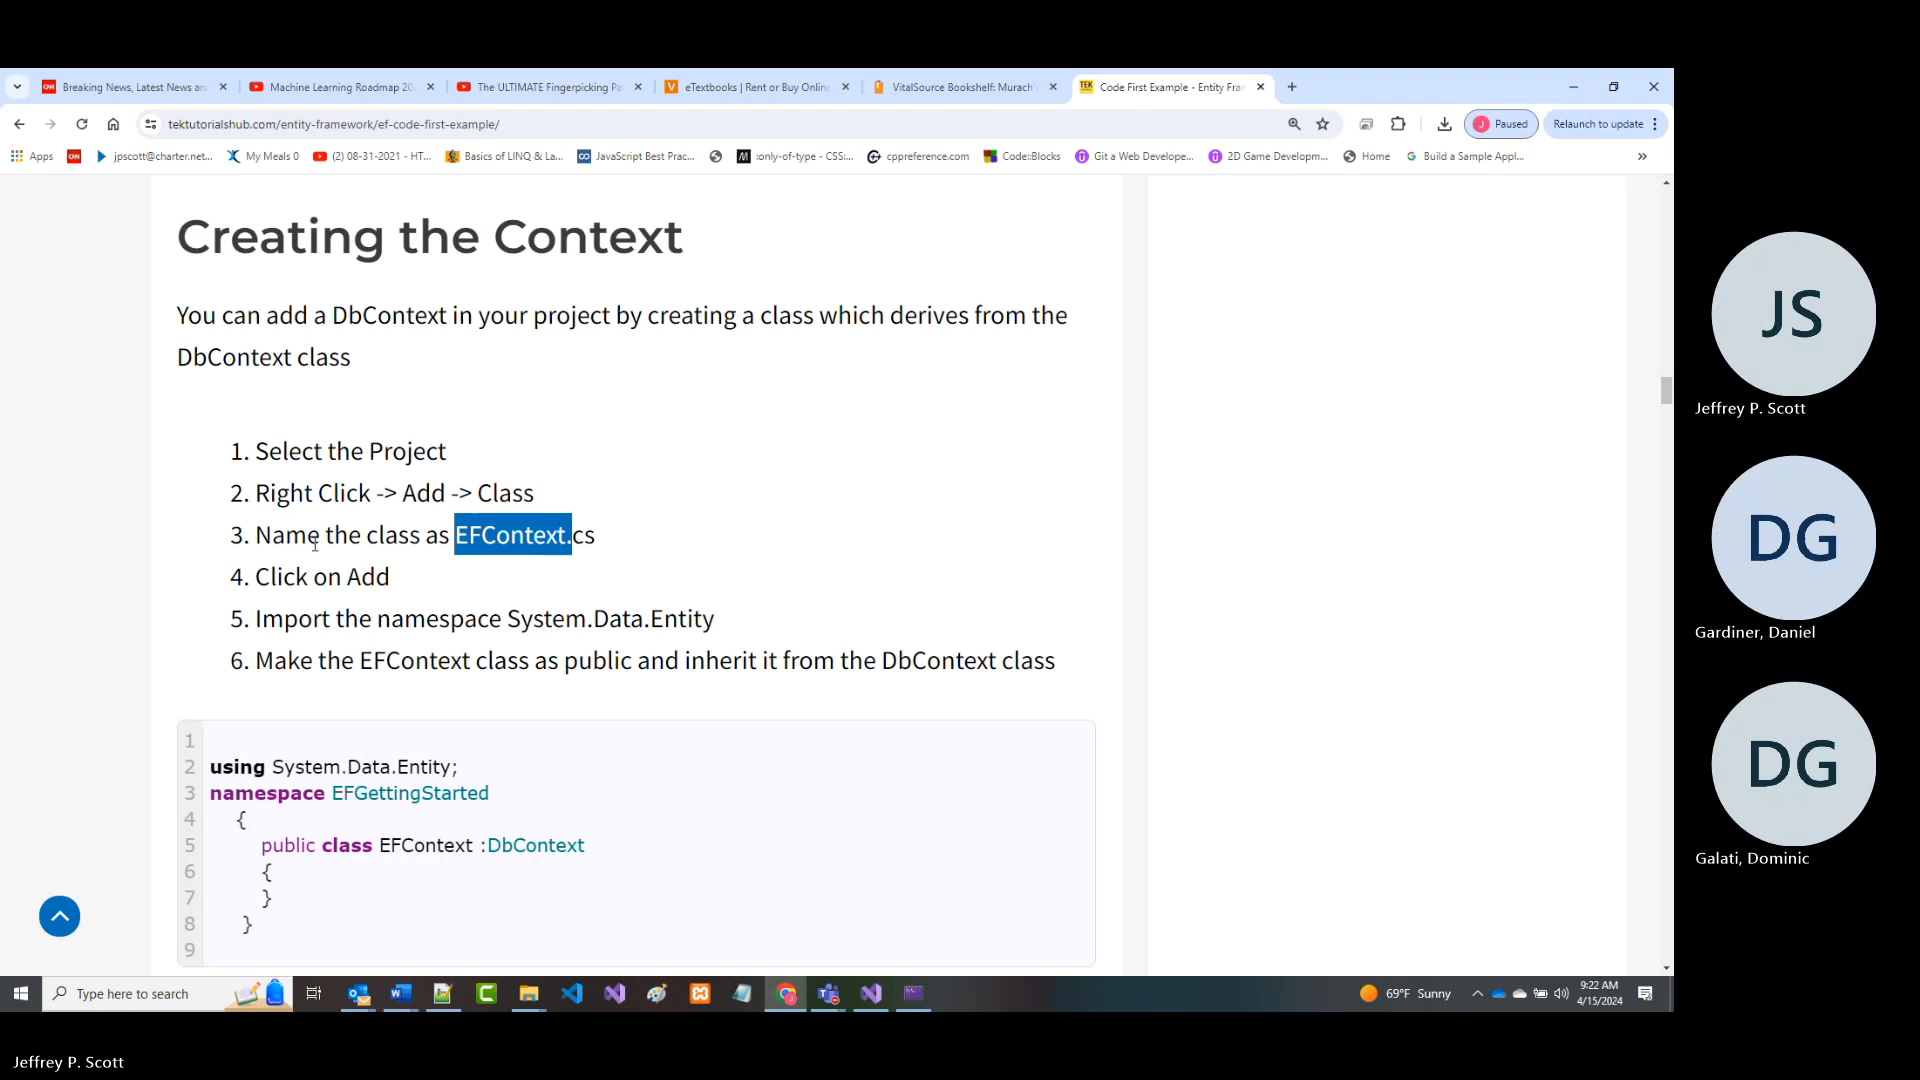 Breaking News, Latest News an
Machine Learning Roadmap 20
The ULTIMATE Fingerpicking Pa
eTextbooks | Rent or Buy Onlin
VitalSource Bookshelf: Murach'
TEK
Code First Example - Entity Fra
tektutorialshub.com/entity-framework/ef-code-first-example/
J
Paused
Relaunch to update
Apps
jpscott@charter.net...
My Meals 0
(2) 08-31-2021 - HT...
Basics of LINQ & La...
JavaScript Best Prac...
:only-of-type - CSS:...
cppreference.com
Code::Blocks
Git a Web Develope...
2D Game Developm...
Home
Build a Sample Appl...
Creating the Context
You can add a DbContext in your project by creating a class which derives from the
DbContext class
1. Select the Project
2. Right Click -> Add -> Class
3. Name the class as EFContext.cs
4. Click on Add
5. Import the namespace System.Data.Entity
6. Make the EFContext class as public and inherit it from the DbContext class
1
2 using System.Data.Entity;
3 namespace EFGettingStarted
4 {
5 public class EFContext :DbContext
6 {
7 }
8 }
9
Type here to search
69°F Sunny
9:22 AM
4/15/2024
JS
Jeffrey P. Scott
DG
Gardiner, Daniel
DG
Galati, Dominic
Jeffrey P. Scott